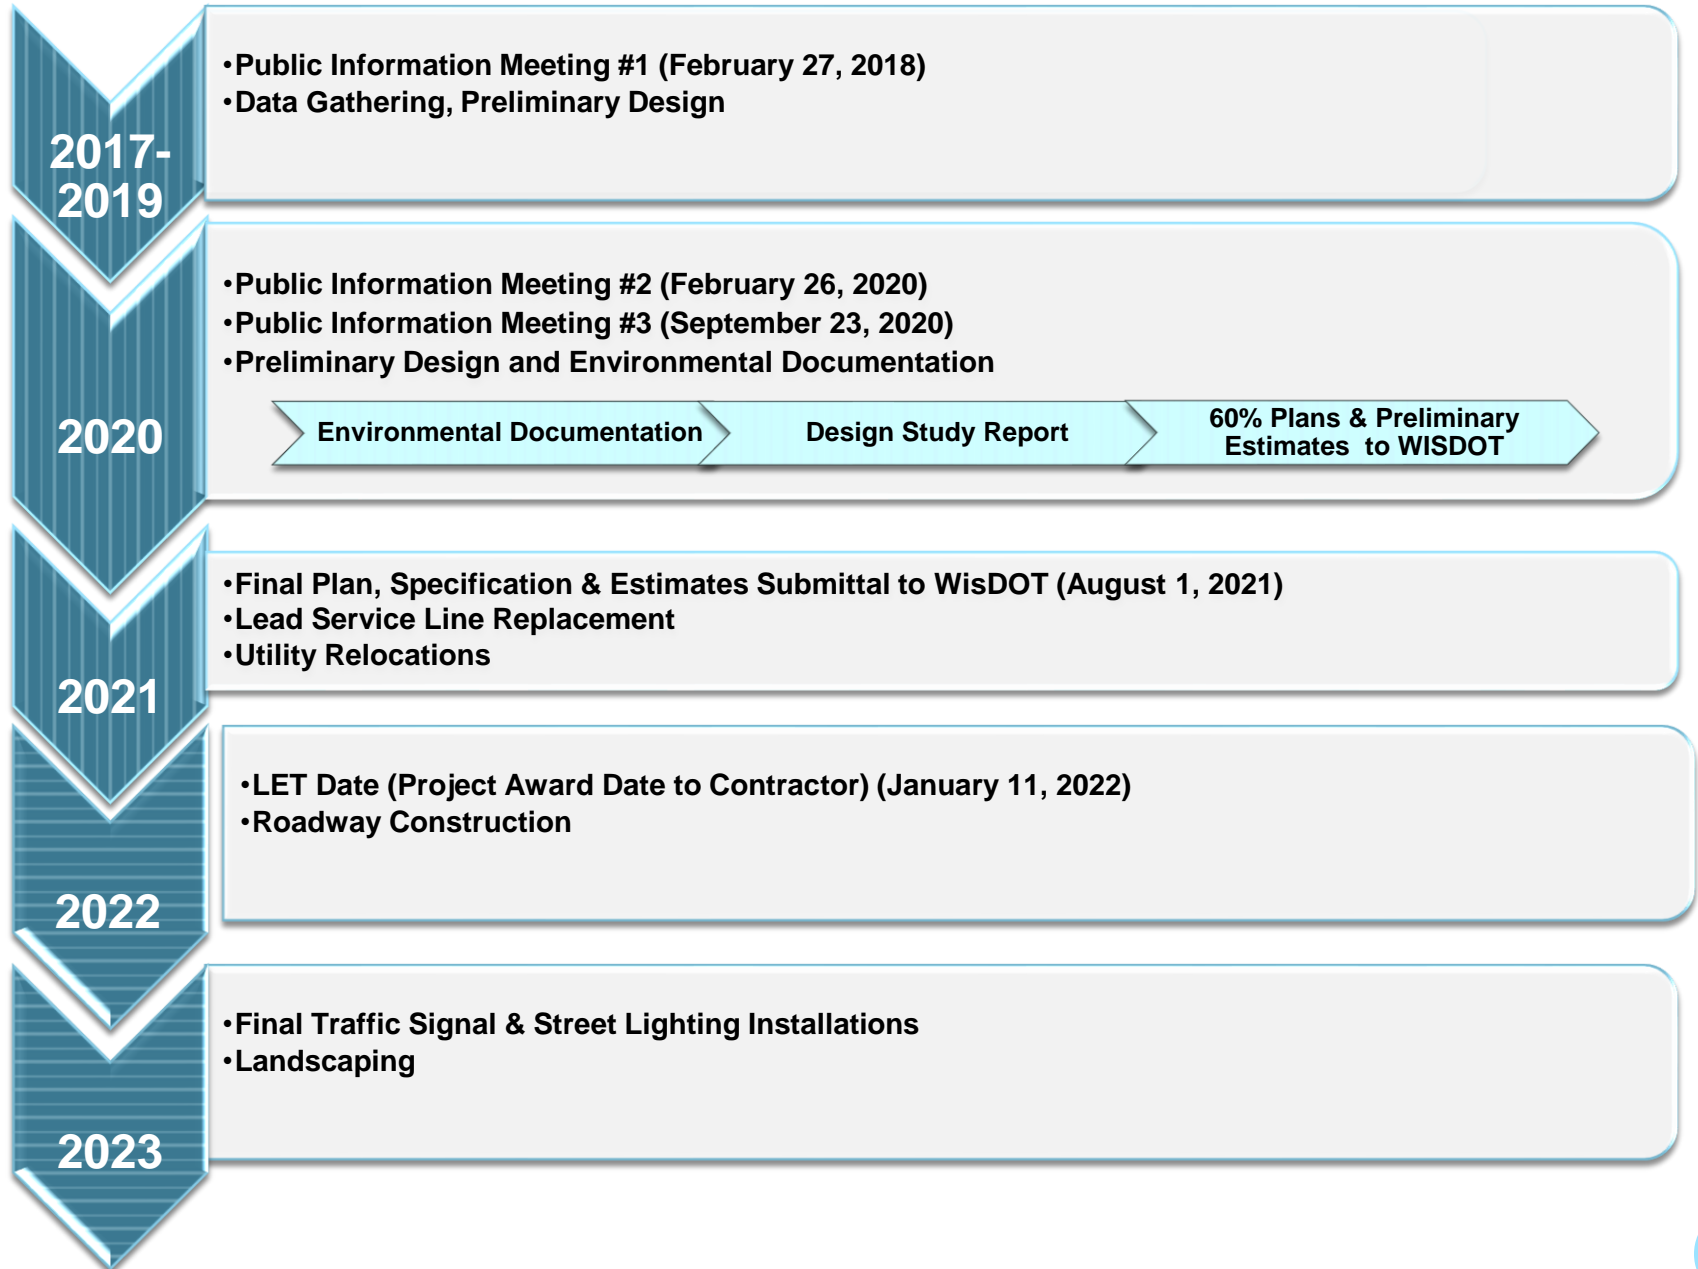 2017-
2019
•Public Information Meeting #1 (February 27, 2018)
•Data Gathering, Preliminary Design
2020
•Public Information Meeting #2 (February 26, 2020)
•Public Information Meeting #3 (September 23, 2020)
•Preliminary Design and Environmental Documentation
Environmental Documentation
Design Study Report
60% Plans & Preliminary
Estimates to WISDOT
2021
•Final Plan, Specification & Estimates Submittal to WisDOT (August 1, 2021)
•Lead Service Line Replacement
•Utility Relocations
2022
•LET Date (Project Award Date to Contractor) (January 11, 2022)
•Roadway Construction
2023
•Final Traffic Signal & Street Lighting Installations
•Landscaping